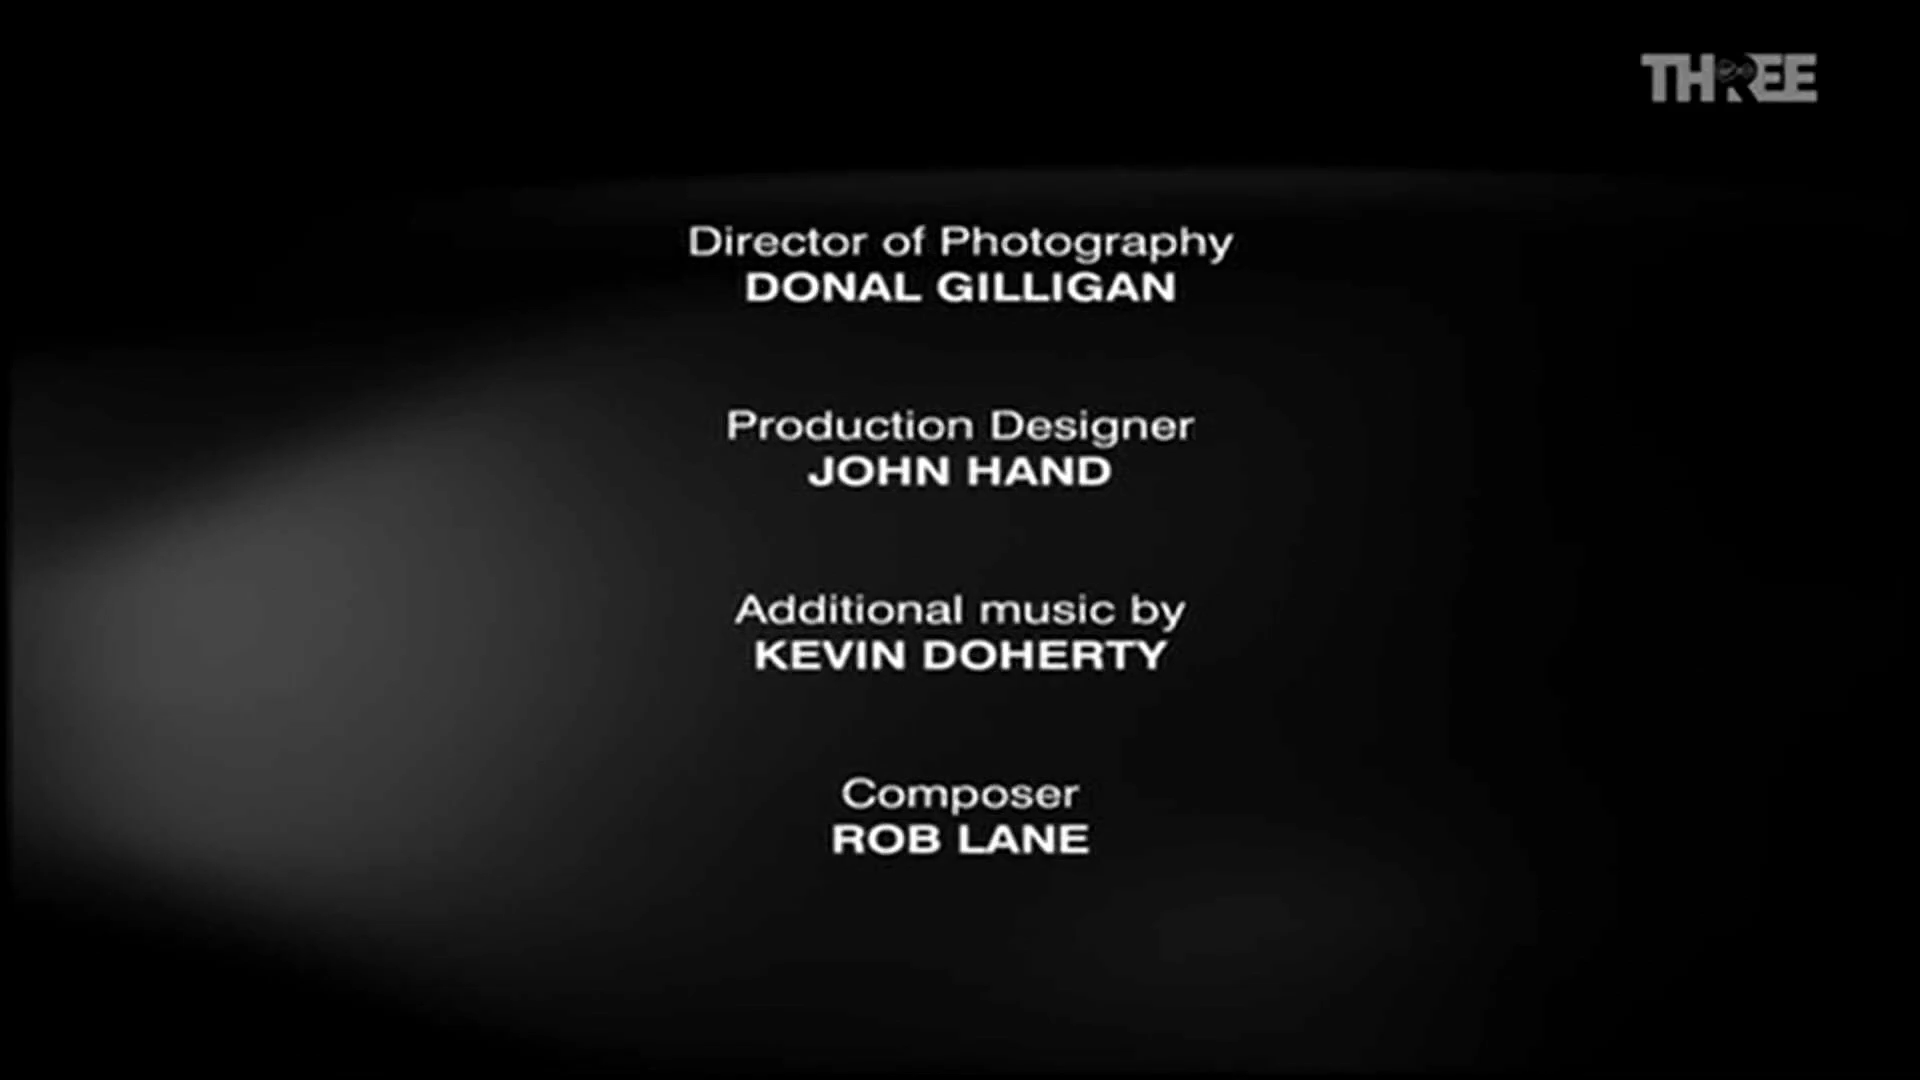 THREE
Director of Photography
DONAL GILLIGAN
Production Designer
JOHN HAND
Additional music by
KEVIN DOHERTY
Composer
ROB LANE